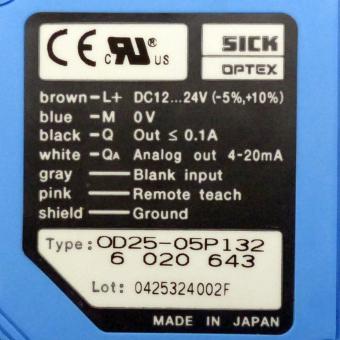 CE c RU US
SICK
OPTEX
brown – L+ DC12...24V (-5%,+10%)
blue – M 0V
black – Q Out ≤ 0.1A
white – QA Analog out 4-20mA
gray — Blank input
pink — Remote teach
shield — Ground
Type: OD25-05P132
6 020 643
Lot: 0425324002F
MADE IN JAPAN